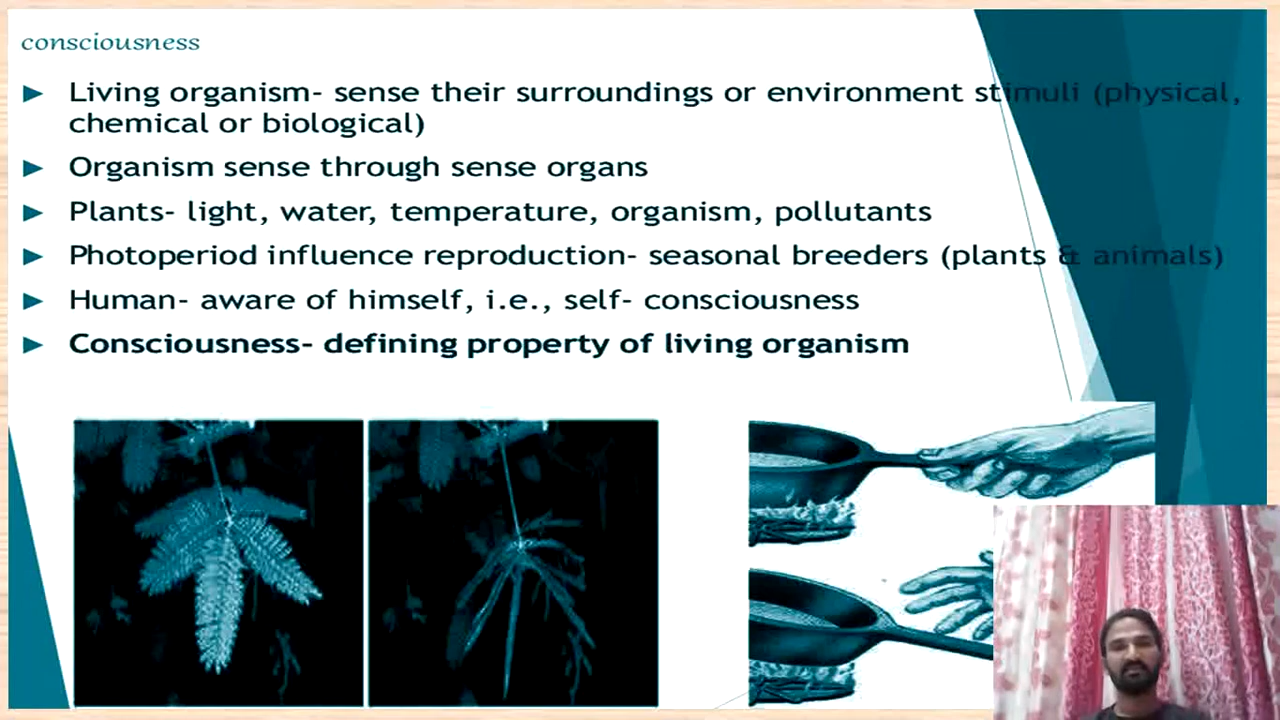 consciousness
Living organism- sense their surroundings or environment stimuli (physical,
chemical or biological)
Organism sense through sense organs
Plants- light, water, temperature, organism, pollutants
Photoperiod influence reproduction- seasonal breeders (plants & animals)
Human- aware of himself, i.e., self- consciousness
Consciousness- defining property of living organism